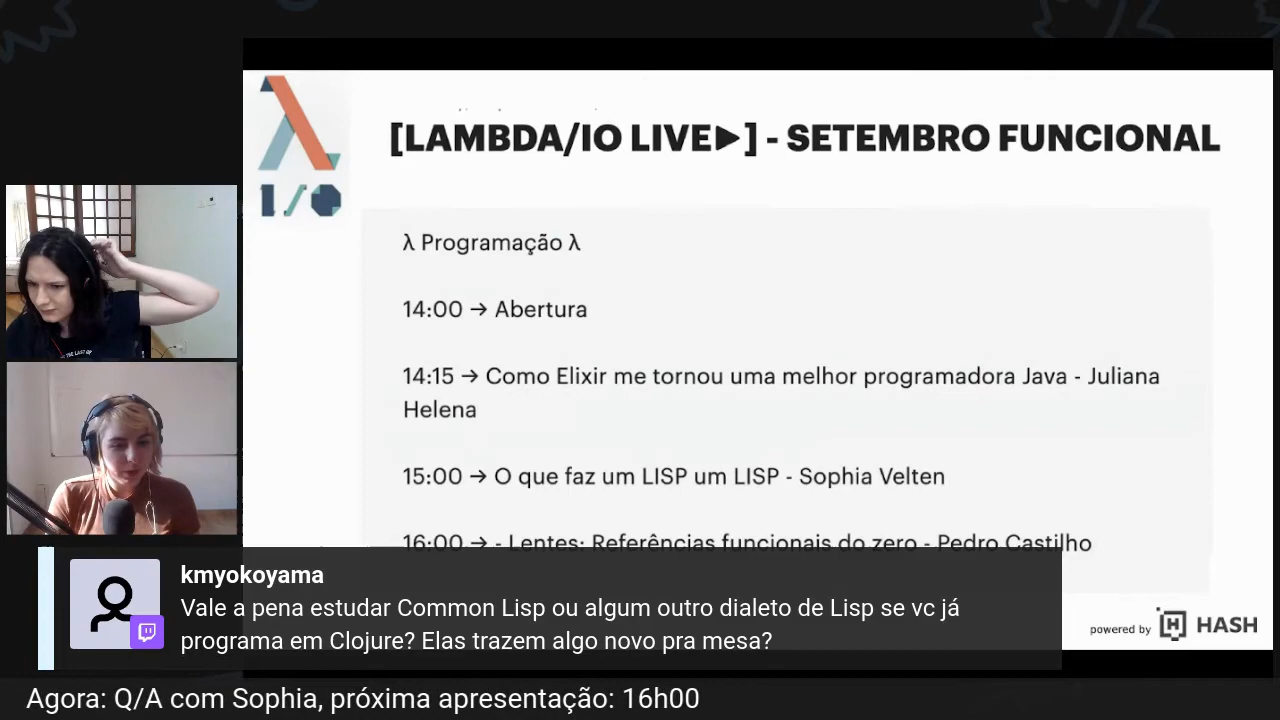 [LAMBDA/IO LIVE▶] - SETEMBRO FUNCIONAL
λ
I/O
λ Programação λ
14:00 → Abertura
14:15 → Como Elixir me tornou uma melhor programadora Java - Juliana
Helena
15:00 → O que faz um LISP um LISP - Sophia Velten
16:00 → - Lentes: Referências funcionais do zero - Pedro Castilho
kmyokoyama
Vale a pena estudar Common Lisp ou algum outro dialeto de Lisp se vc já
programa em Clojure? Elas trazem algo novo pra mesa?
powered by HASH
Agora: Q/A com Sophia, próxima apresentação: 16h00